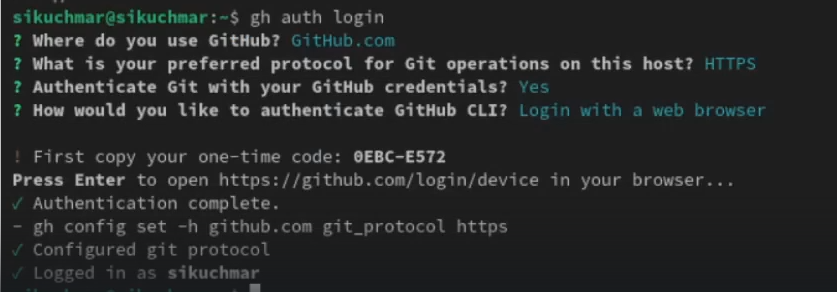 sikuchmar@sikuchmar:~$ gh auth login
? Where do you use GitHub? GitHub.com
? What is your preferred protocol for Git operations on this host? HTTPS
? Authenticate Git with your GitHub credentials? Yes
? How would you like to authenticate GitHub CLI? Login with a web browser
! First copy your one-time code: 0EBC-E572
Press Enter to open https://github.com/login/device in your browser...
✓ Authentication complete.
- gh config set -h github.com git_protocol https
✓ Configured git protocol
✓ Logged in as sikuchmar